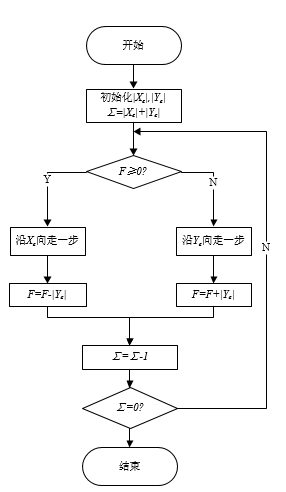 开始
初始化|Xe|,|Ye|
Σ=|Xe|+|Ye|
F≥0?
Y
N
沿Xe向走一步
沿Ye向走一步
N
F=F-|Ye|
F=F+|Ye|
Σ=Σ-1
Σ=0?
结束